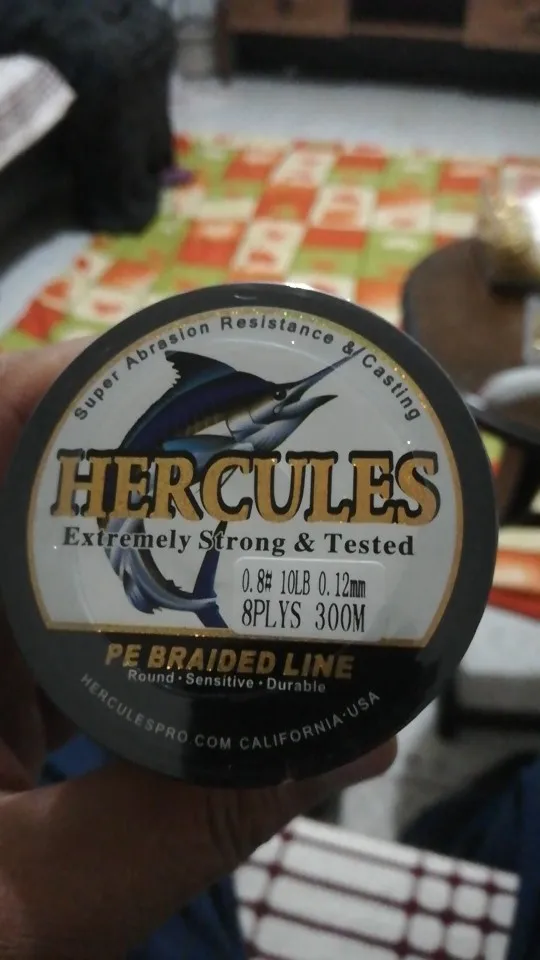 Super Abrasion Resistance & Casting
HERCULES
Extremely Strong & Tested
0.8# 10LB 0.12mm
8PLYS 300M
PE BRAIDED LINE
Round · Sensitive · Durable
HERCULESPRO.COM CALIFORNIA·USA